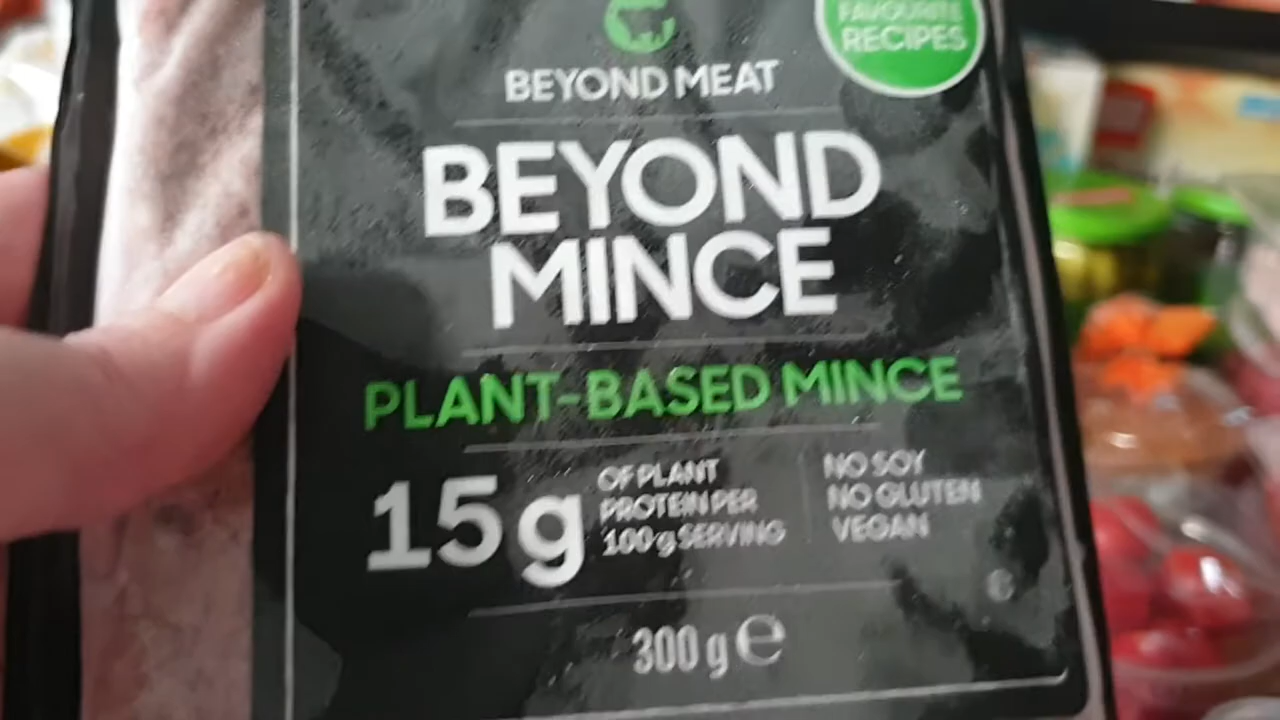 FAVOURITE
RECIPES
BEYOND MEAT
BEYOND
MINCE
PLANT-BASED MINCE
15g
OF PLANT
PROTEIN PER
100g SERVING
NO SOY
NO GLUTEN
VEGAN
300 g e